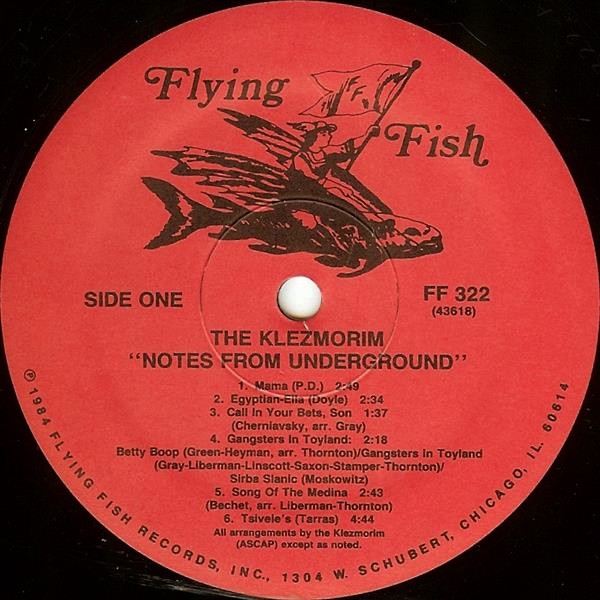 Flying
Fish
F.F.
SIDE ONE
FF 322
(43618)
THE KLEZMORIM
"NOTES FROM UNDERGROUND"
1. Mama (P.D.) 2:49
2. Egyptian-Ella (Doyle) 2:34
3. Call In Your Bets, Son 1:37
(Cherniavsky, arr. Gray)
4. Gangsters In Toyland: 2:18
Betty Boop (Green-Heyman, arr. Thornton)/Gangsters in Toyland
(Gray-Liberman-Linscott-Saxon-Stamper-Thornton)/
Sirba Slanic (Moskowitz)
5. Song Of The Medina 2:43
(Bechet, arr. Liberman-Thornton)
6. Tsivele's (Tarras) 4:44
All arrangements by the Klezmorim
(ASCAP) except as noted.
℗ 1984 FLYING FISH RECORDS, INC., 1304 W. SCHUBERT, CHICAGO, IL. 60614